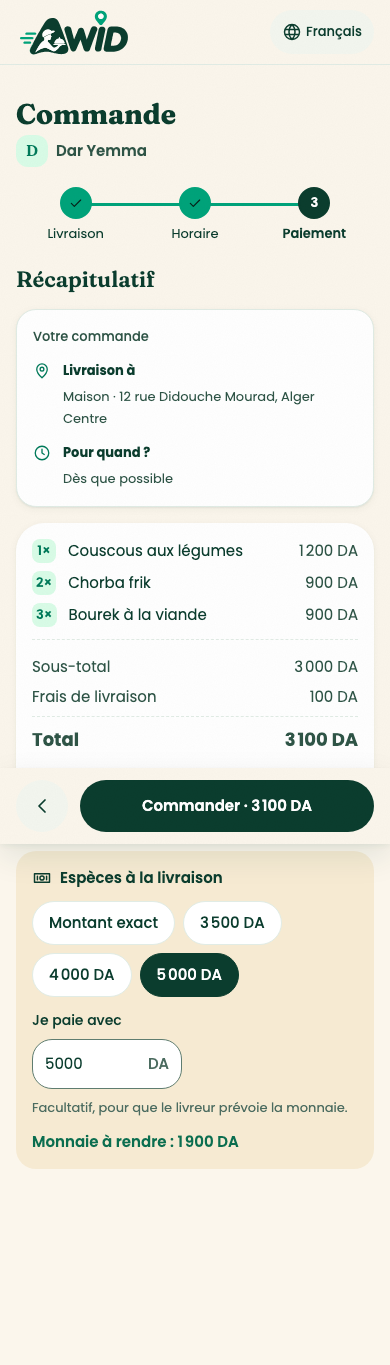 AWID
Français
Commande
D Dar Yemma
3
Livraison Horaire Paiement
Récapitulatif
Votre commande
Livraison à
Maison · 12 rue Didouche Mourad, Alger
Centre
Pour quand ?
Dès que possible
1× Couscous aux légumes 1 200 DA
2× Chorba frik 900 DA
3× Bourek à la viande 900 DA
Sous-total 3 000 DA
Frais de livraison 100 DA
Total 3 100 DA
Commander · 3 100 DA
Espèces à la livraison
Montant exact 3 500 DA
4 000 DA 5 000 DA
Je paie avec
5000 DA
Facultatif, pour que le livreur prévoie la monnaie.
Monnaie à rendre : 1 900 DA